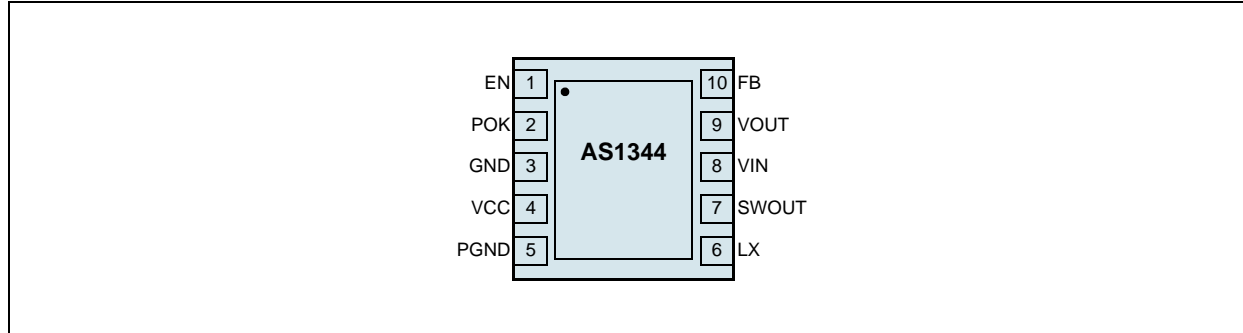 EN 1 10 FB
POK 2 9 VOUT
AS1344
GND 3 8 VIN
VCC 4 7 SWOUT
PGND 5 6 LX